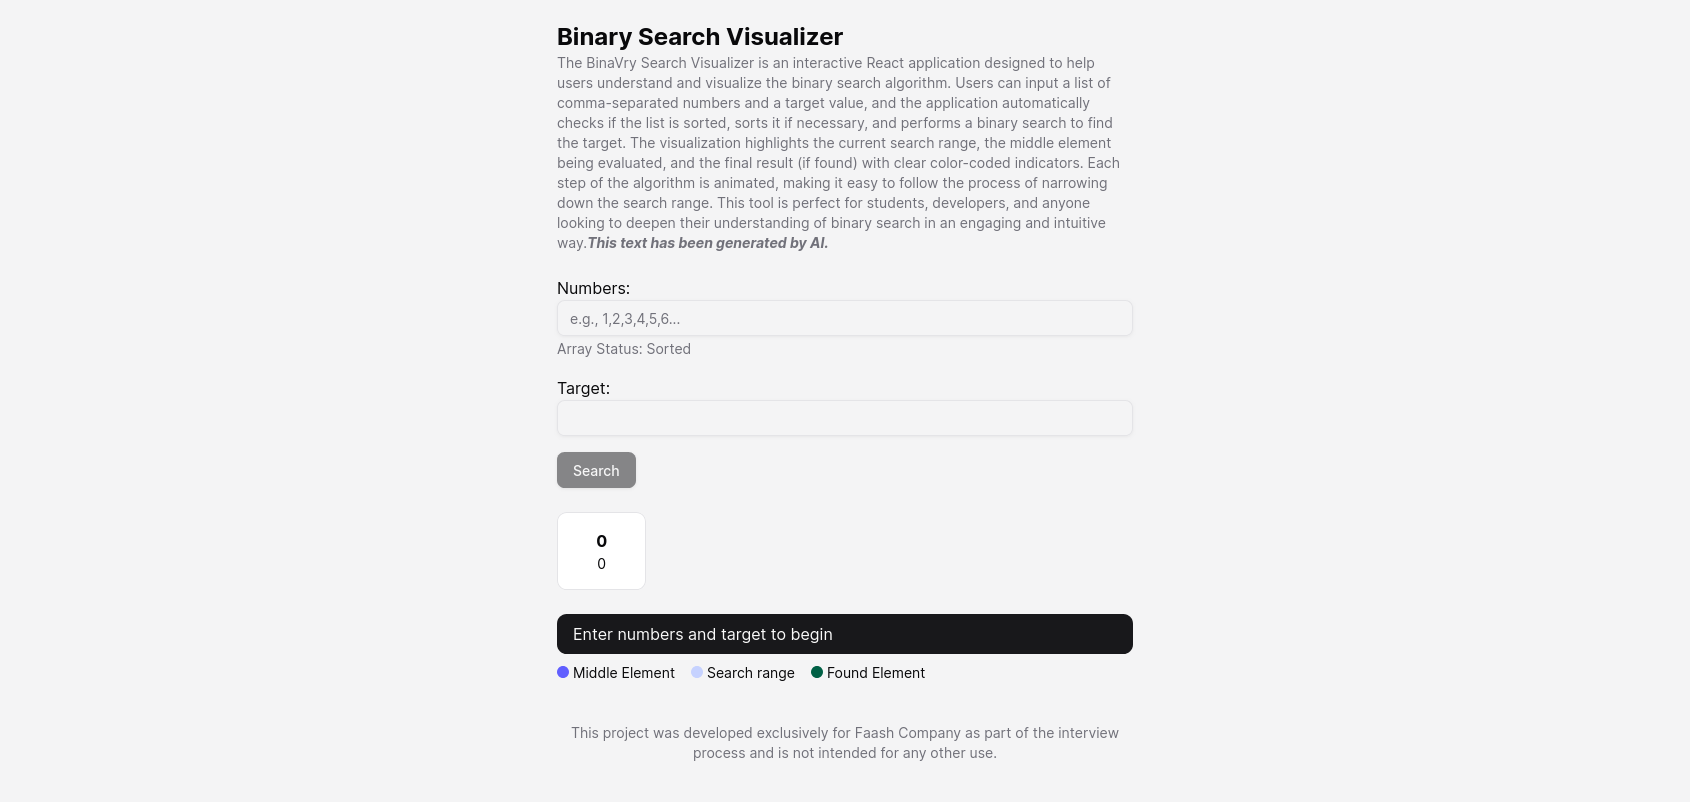 Binary Search Visualizer
The BinaVry Search Visualizer is an interactive React application designed to help
users understand and visualize the binary search algorithm. Users can input a list of
comma-separated numbers and a target value, and the application automatically
checks if the list is sorted, sorts it if necessary, and performs a binary search to find
the target. The visualization highlights the current search range, the middle element
being evaluated, and the final result (if found) with clear color-coded indicators. Each
step of the algorithm is animated, making it easy to follow the process of narrowing
down the search range. This tool is perfect for students, developers, and anyone
looking to deepen their understanding of binary search in an engaging and intuitive
way.This text has been generated by AI.
Numbers:
e.g., 1,2,3,4,5,6...
Array Status: Sorted
Target:
Search
0
0
Enter numbers and target to begin
Middle Element Search range Found Element
This project was developed exclusively for Faash Company as part of the interview
process and is not intended for any other use.